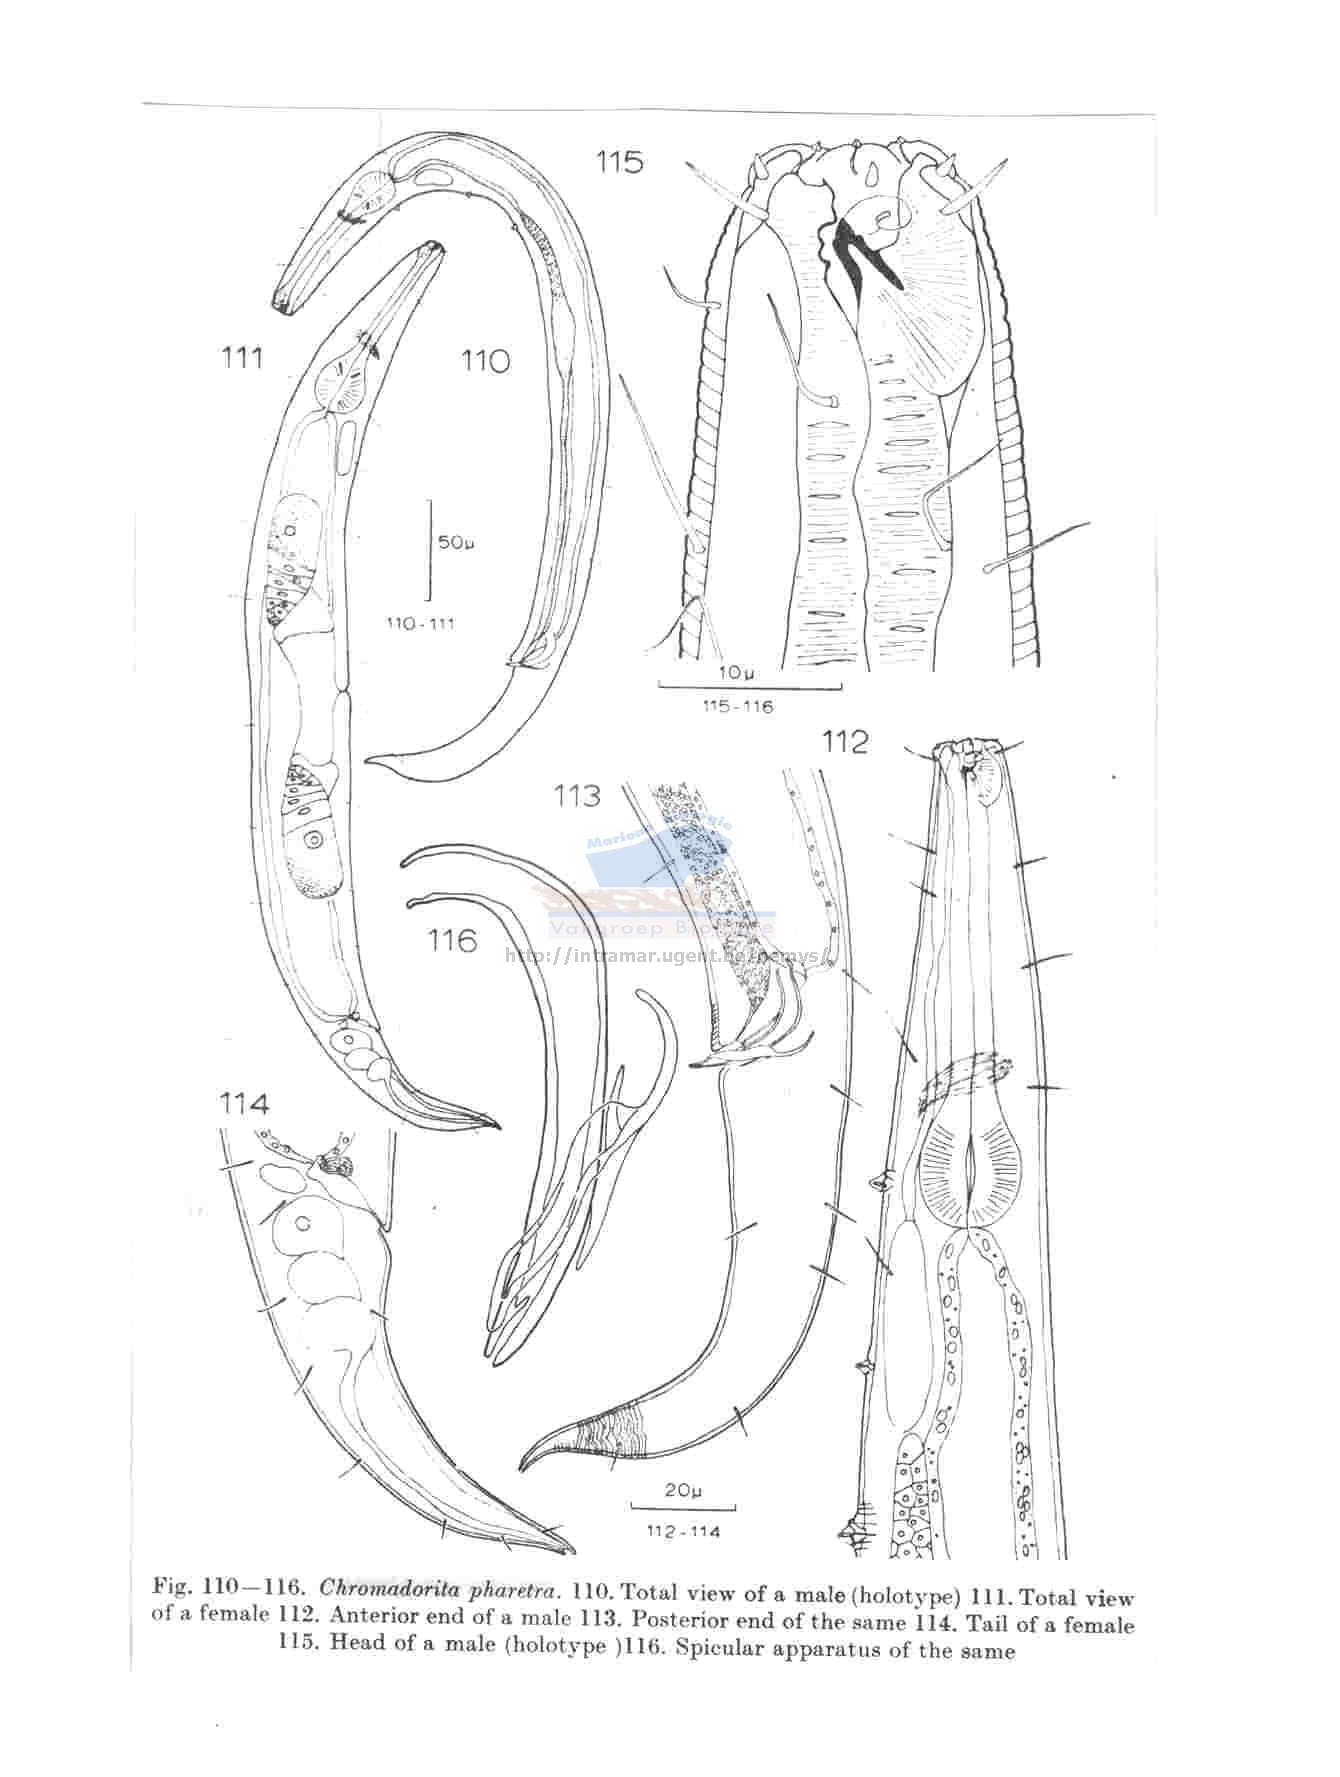 115
111
110
50μ
110-111
10μ
115-116
112
113
Vakgroep
116
http://intramar.ugent.be/nemys/
114
20μ
112-114
Fig. 110—116. Chromadorita pharetra. 110. Total view of a male (holotype) 111. Total view
of a female 112. Anterior end of a male 113. Posterior end of the same 114. Tail of a female
115. Head of a male (holotype )116. Spicular apparatus of the same